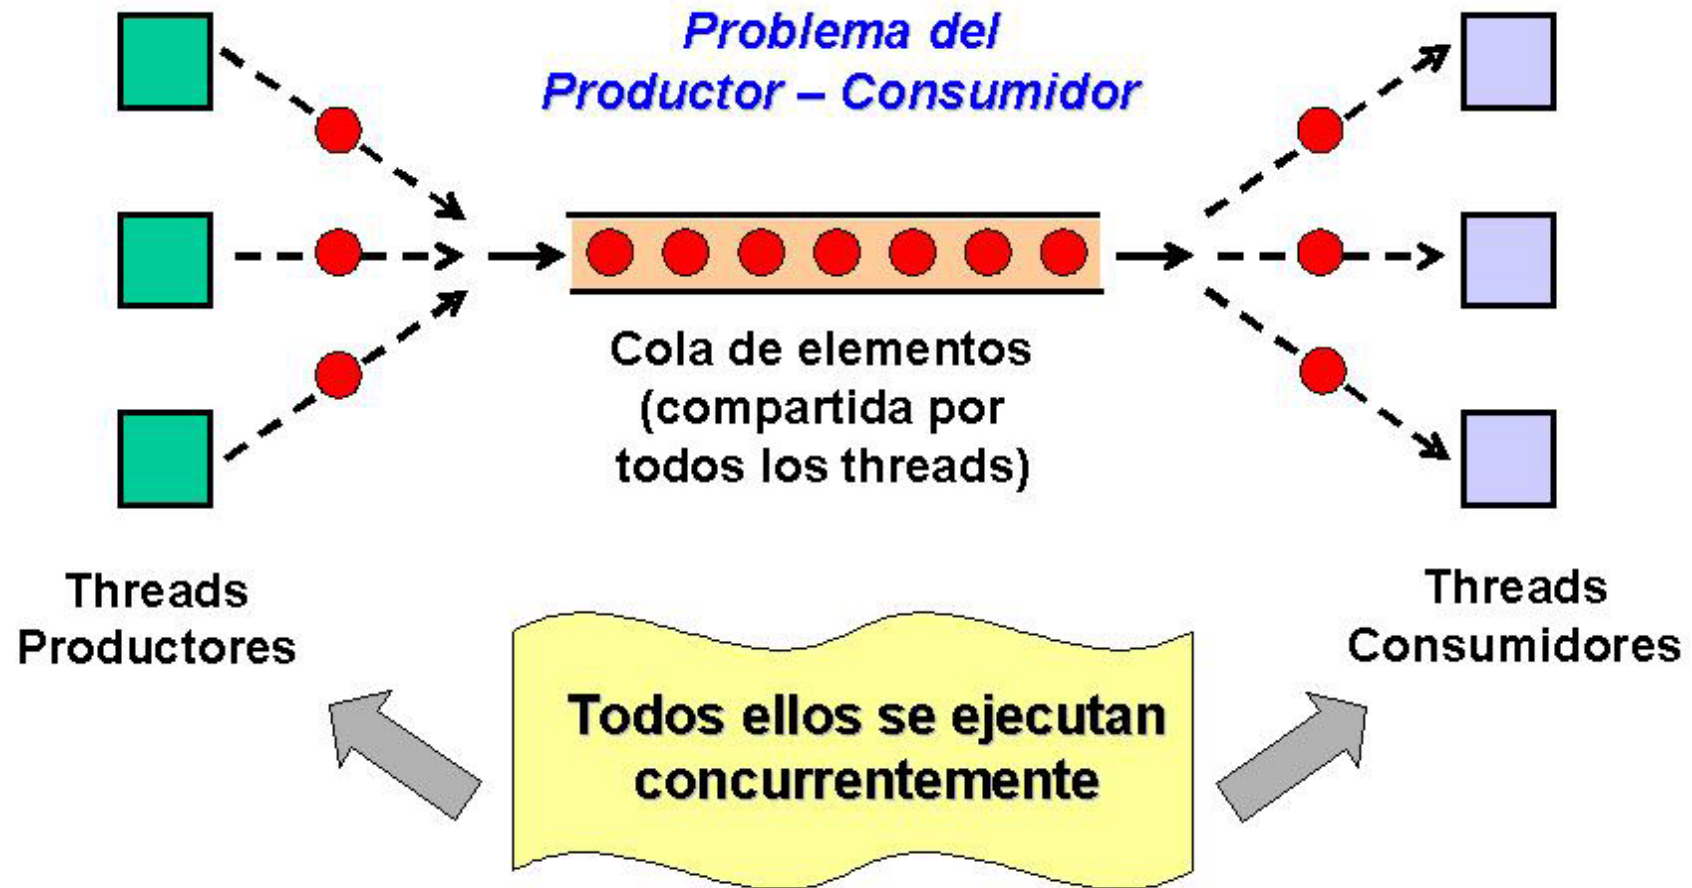 Problema del
Productor – Consumidor
Cola de elementos
(compartida por
todos los threads)
Threads
Productores
Threads
Consumidores
Todos ellos se ejecutan
concurrentemente